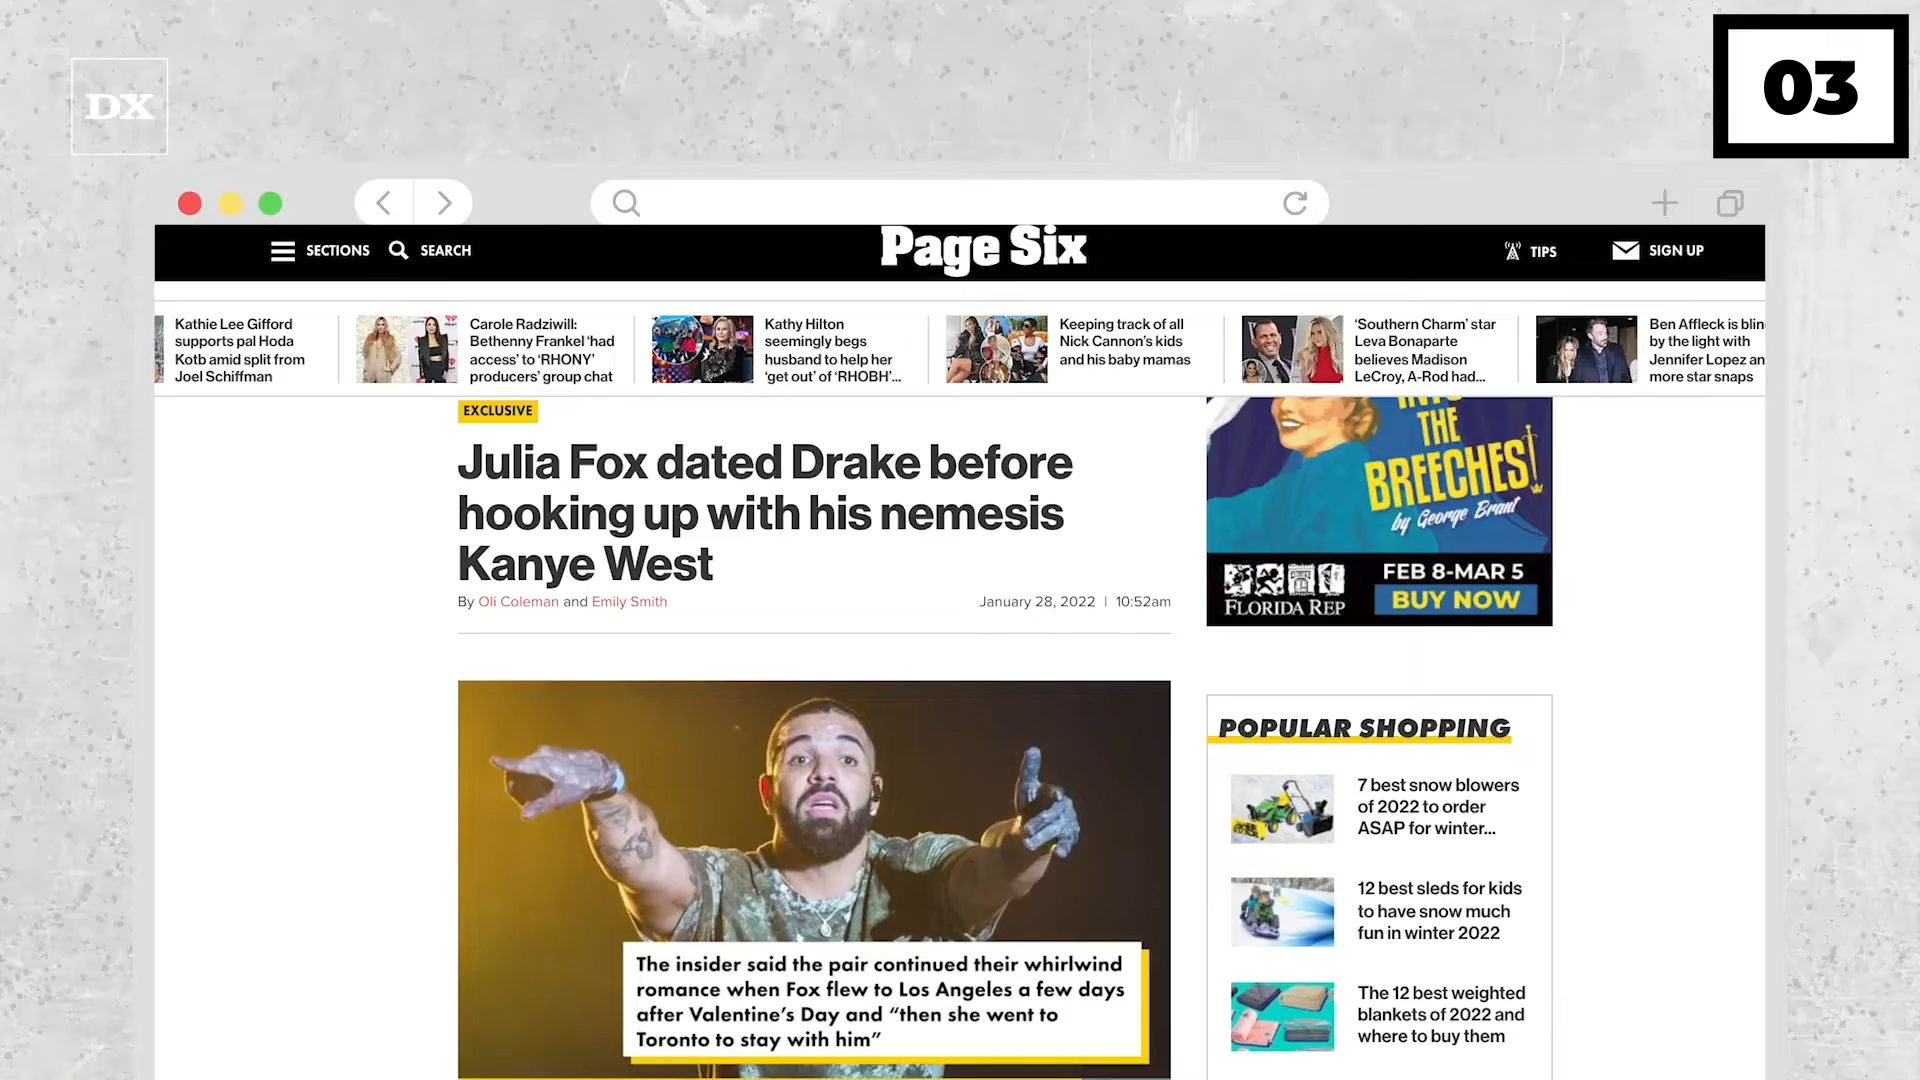 DX
03
SECTIONS
SEARCH
Page Six
TIPS
SIGN UP
Kathie Lee Gifford
supports pal Hoda
Kotb amid split from
Joel Schiffman
Carole Radziwill:
Bethenny Frankel ‘had
access’ to ‘RHONY’
producers’ group chat
Kathy Hilton
seemingly begs
husband to help her
‘get out’ of ‘RHOBH’...
Keeping track of all
Nick Cannon’s kids
and his baby mamas
‘Southern Charm’ star
Leva Bonaparte
believes Madison
LeCroy, A-Rod had...
Ben Affleck is blin
by the light with
Jennifer Lopez an
more star snaps
EXCLUSIVE
Julia Fox dated Drake before
hooking up with his nemesis
Kanye West
By Oli Coleman and Emily Smith
January 28, 2022 | 10:52am
The insider said the pair continued their whirlwind
romance when Fox flew to Los Angeles a few days
after Valentine’s Day and “then she went to
Toronto to stay with him”
INTO
THE
BREECHES!
by George Brant
FLORIDA REP
FEB 8-MAR 5
BUY NOW
POPULAR SHOPPING
7 best snow blowers
of 2022 to order
ASAP for winter...
12 best sleds for kids
to have snow much
fun in winter 2022
The 12 best weighted
blankets of 2022 and
where to buy them